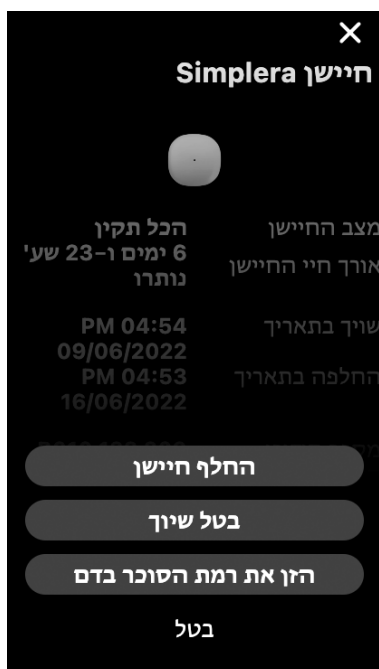 חיישן Simplera
מצב החיישן הכל תקין
אורך חיי החיישן 6 ימים ו-23 שע'
נותרו
שויך בתאריך 04:54 PM
09/06/2022
החלפה בתאריך 04:53 PM
16/06/2022
החלף חיישן
בטל שיוך
הזן את רמת הסוכר בדם
בטל